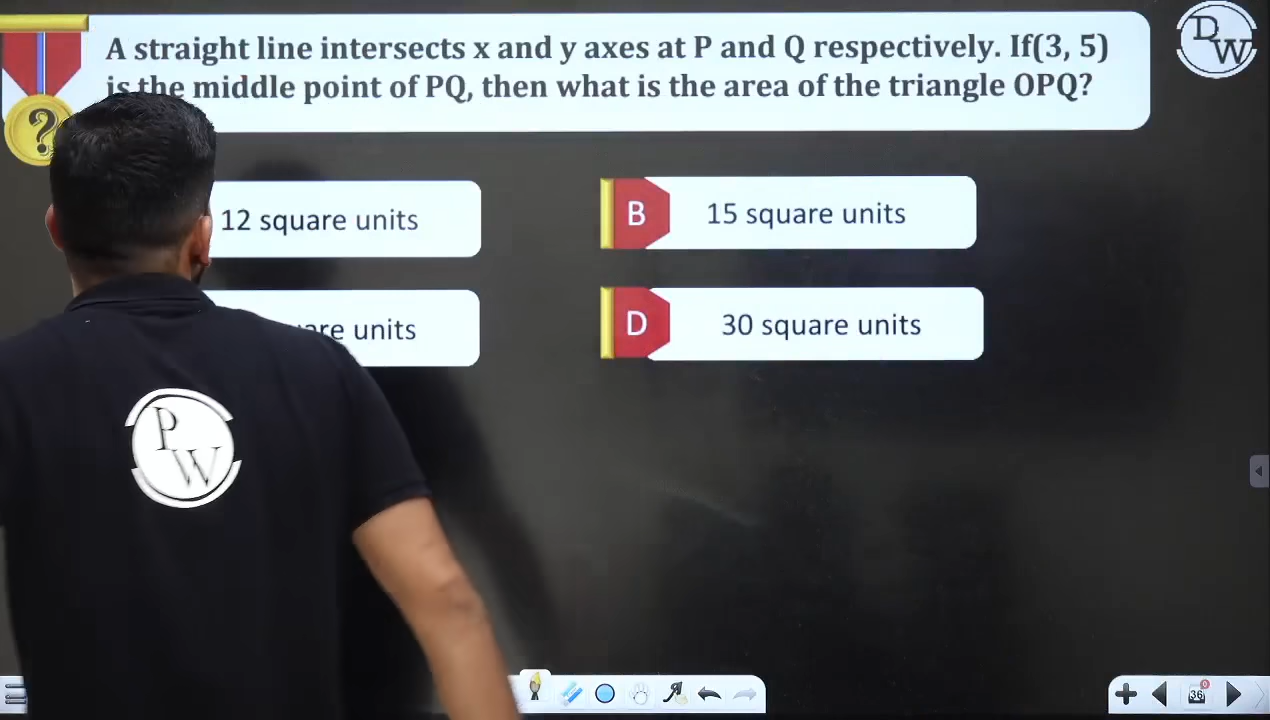 A straight line intersects x and y axes at P and Q respectively. If(3, 5)
is the middle point of PQ, then what is the area of the triangle OPQ?
?
12 square units
B 15 square units
units
D 30 square units
P
W
P
W
36